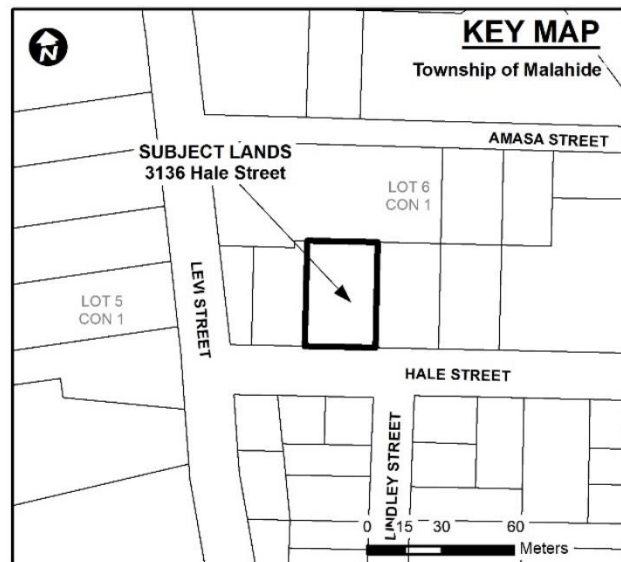 N
KEY MAP
Township of Malahide
AMASA STREET
SUBJECT LANDS
3136 Hale Street
LOT 6
CON 1
LEVI STREET
LOT 5
CON 1
HALE STREET
LINDLEY STREET
0 15 30 60
Meters